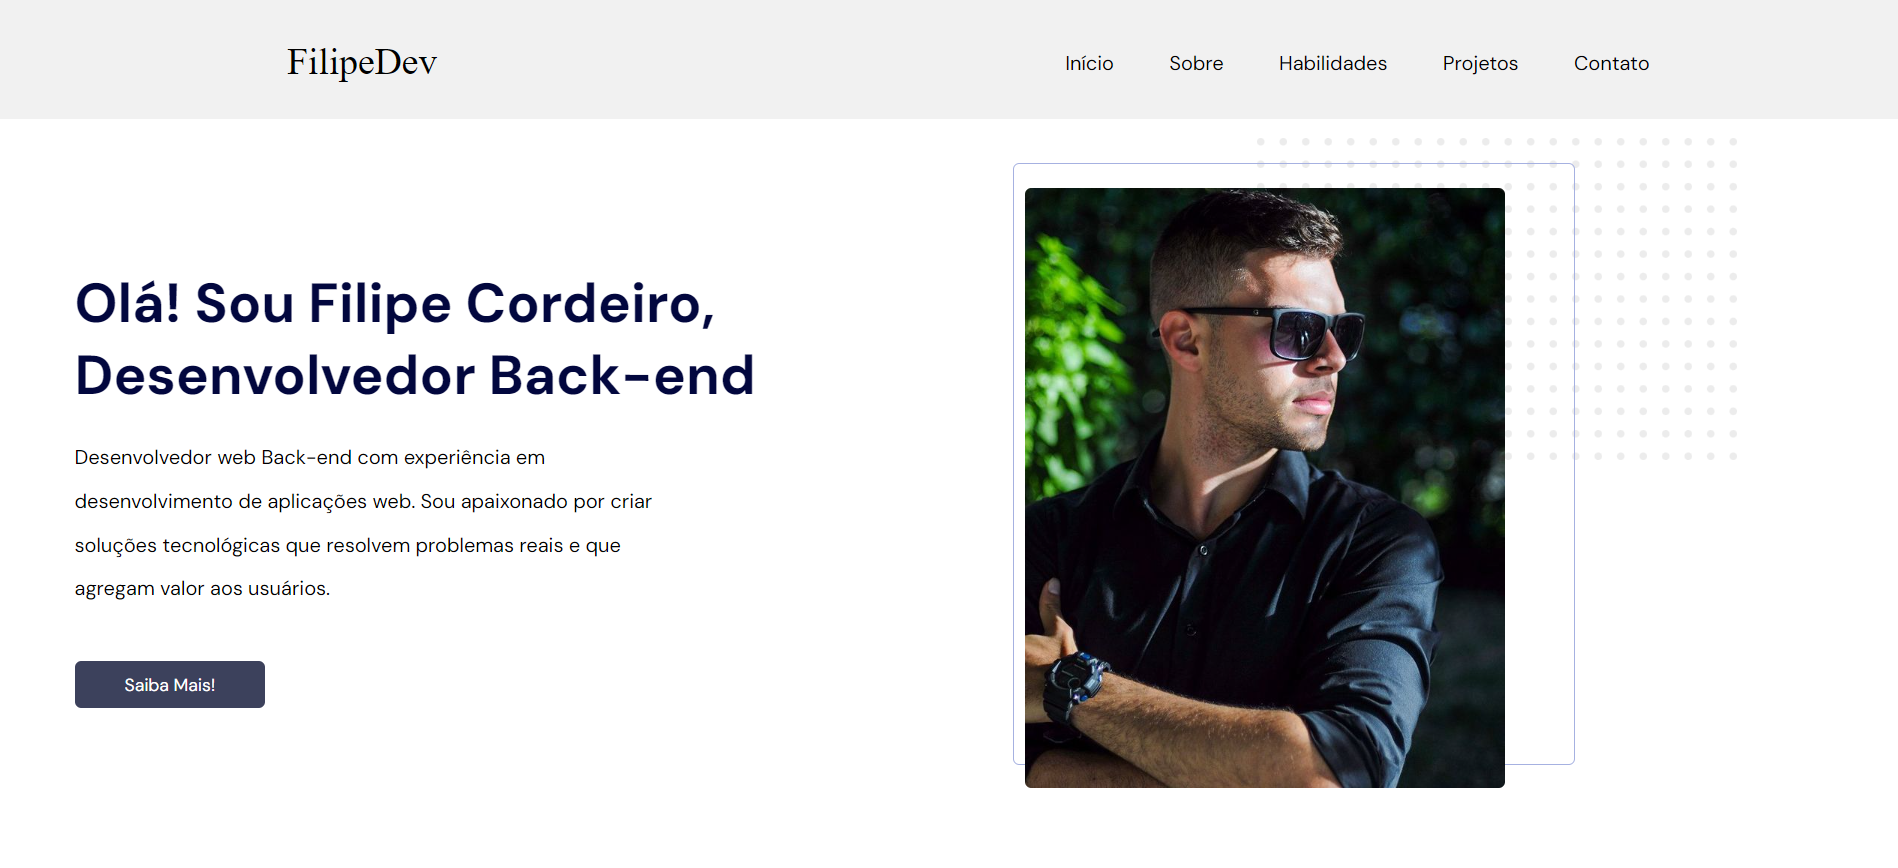 FilipeDev
Início Sobre Habilidades Projetos Contato
Olá! Sou Filipe Cordeiro,
Desenvolvedor Back-end
Desenvolvedor web Back-end com experiência em
desenvolvimento de aplicações web. Sou apaixonado por criar
soluções tecnológicas que resolvem problemas reais e que
agregam valor aos usuários.
Saiba Mais!